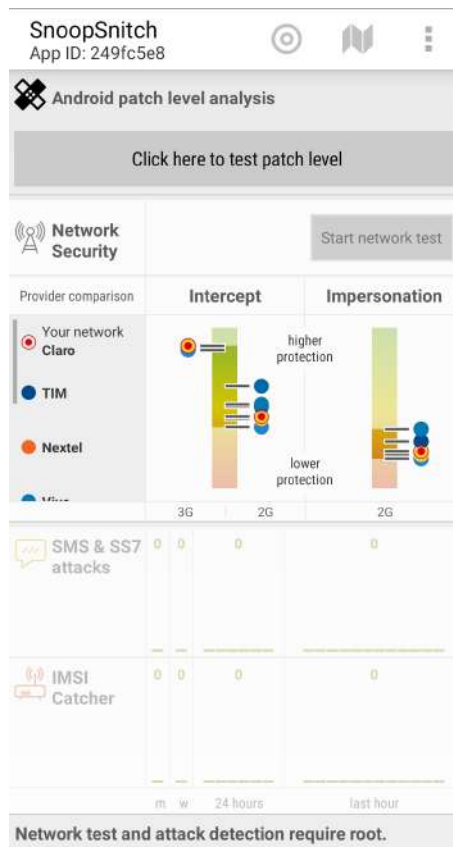 SnoopSnitch
App ID: 249fc5e8
Android patch level analysis
Click here to test patch level
Network
Security
Start network test
Provider comparison
Intercept
Impersonation
Your network
Claro
TIM
Nextel
higher
protection
lower
protection
3G
2G
2G
SMS & SS7
attacks
0 0 0 0
IMSI
Catcher
0 0 0 0
m w 24 hours last hour
Network test and attack detection require root.